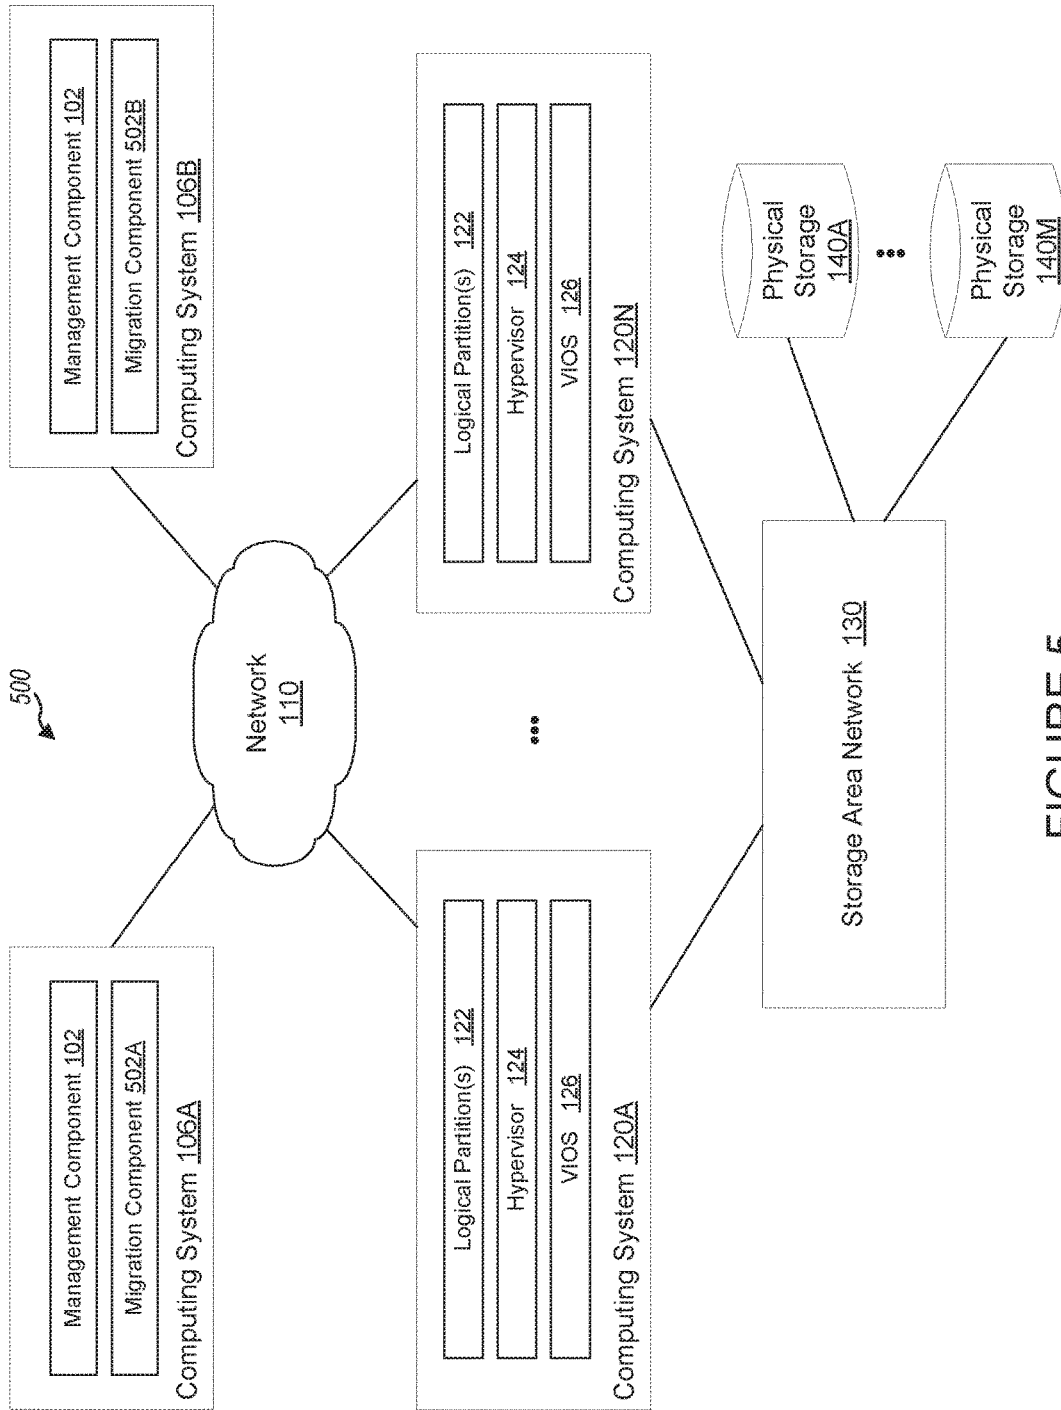 500
Management Component 102
Migration Component 502A
Computing System 106A
Management Component 102
Migration Component 502B
Computing System 106B
Network
110
Logical Partition(s) 122
Hypervisor 124
VIOS 126
Computing System 120A
Logical Partition(s) 122
Hypervisor 124
VIOS 126
Computing System 120N
Storage Area Network 130
Physical
Storage
140A
Physical
Storage
140M
FIGURE 5